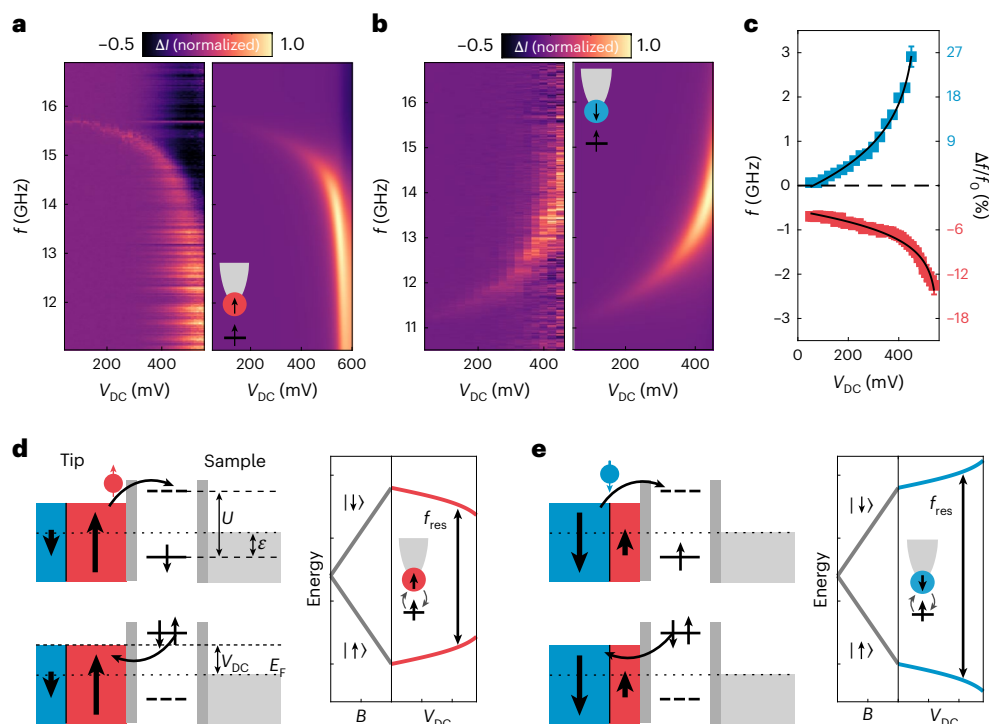 a
−0.5 ΔI (normalized) 1.0
f (GHz)
16
15
14
13
12
200 400
200 400 600
V_DC (mV)
V_DC (mV)
b
−0.5 ΔI (normalized) 1.0
f (GHz)
16
15
14
13
12
11
200 400
200 400
V_DC (mV)
V_DC (mV)
c
f (GHz)
3
2
1
0
−1
−2
−3
27
18
9
−6
−12
−18
Δf/f₀ (%)
0 200 400
V_DC (mV)
d
Tip Sample
U
ε
V_DC
E_F
Energy
|↓⟩
|↑⟩
f_res
B V_DC
e
Energy
|↓⟩
|↑⟩
f_res
B V_DC